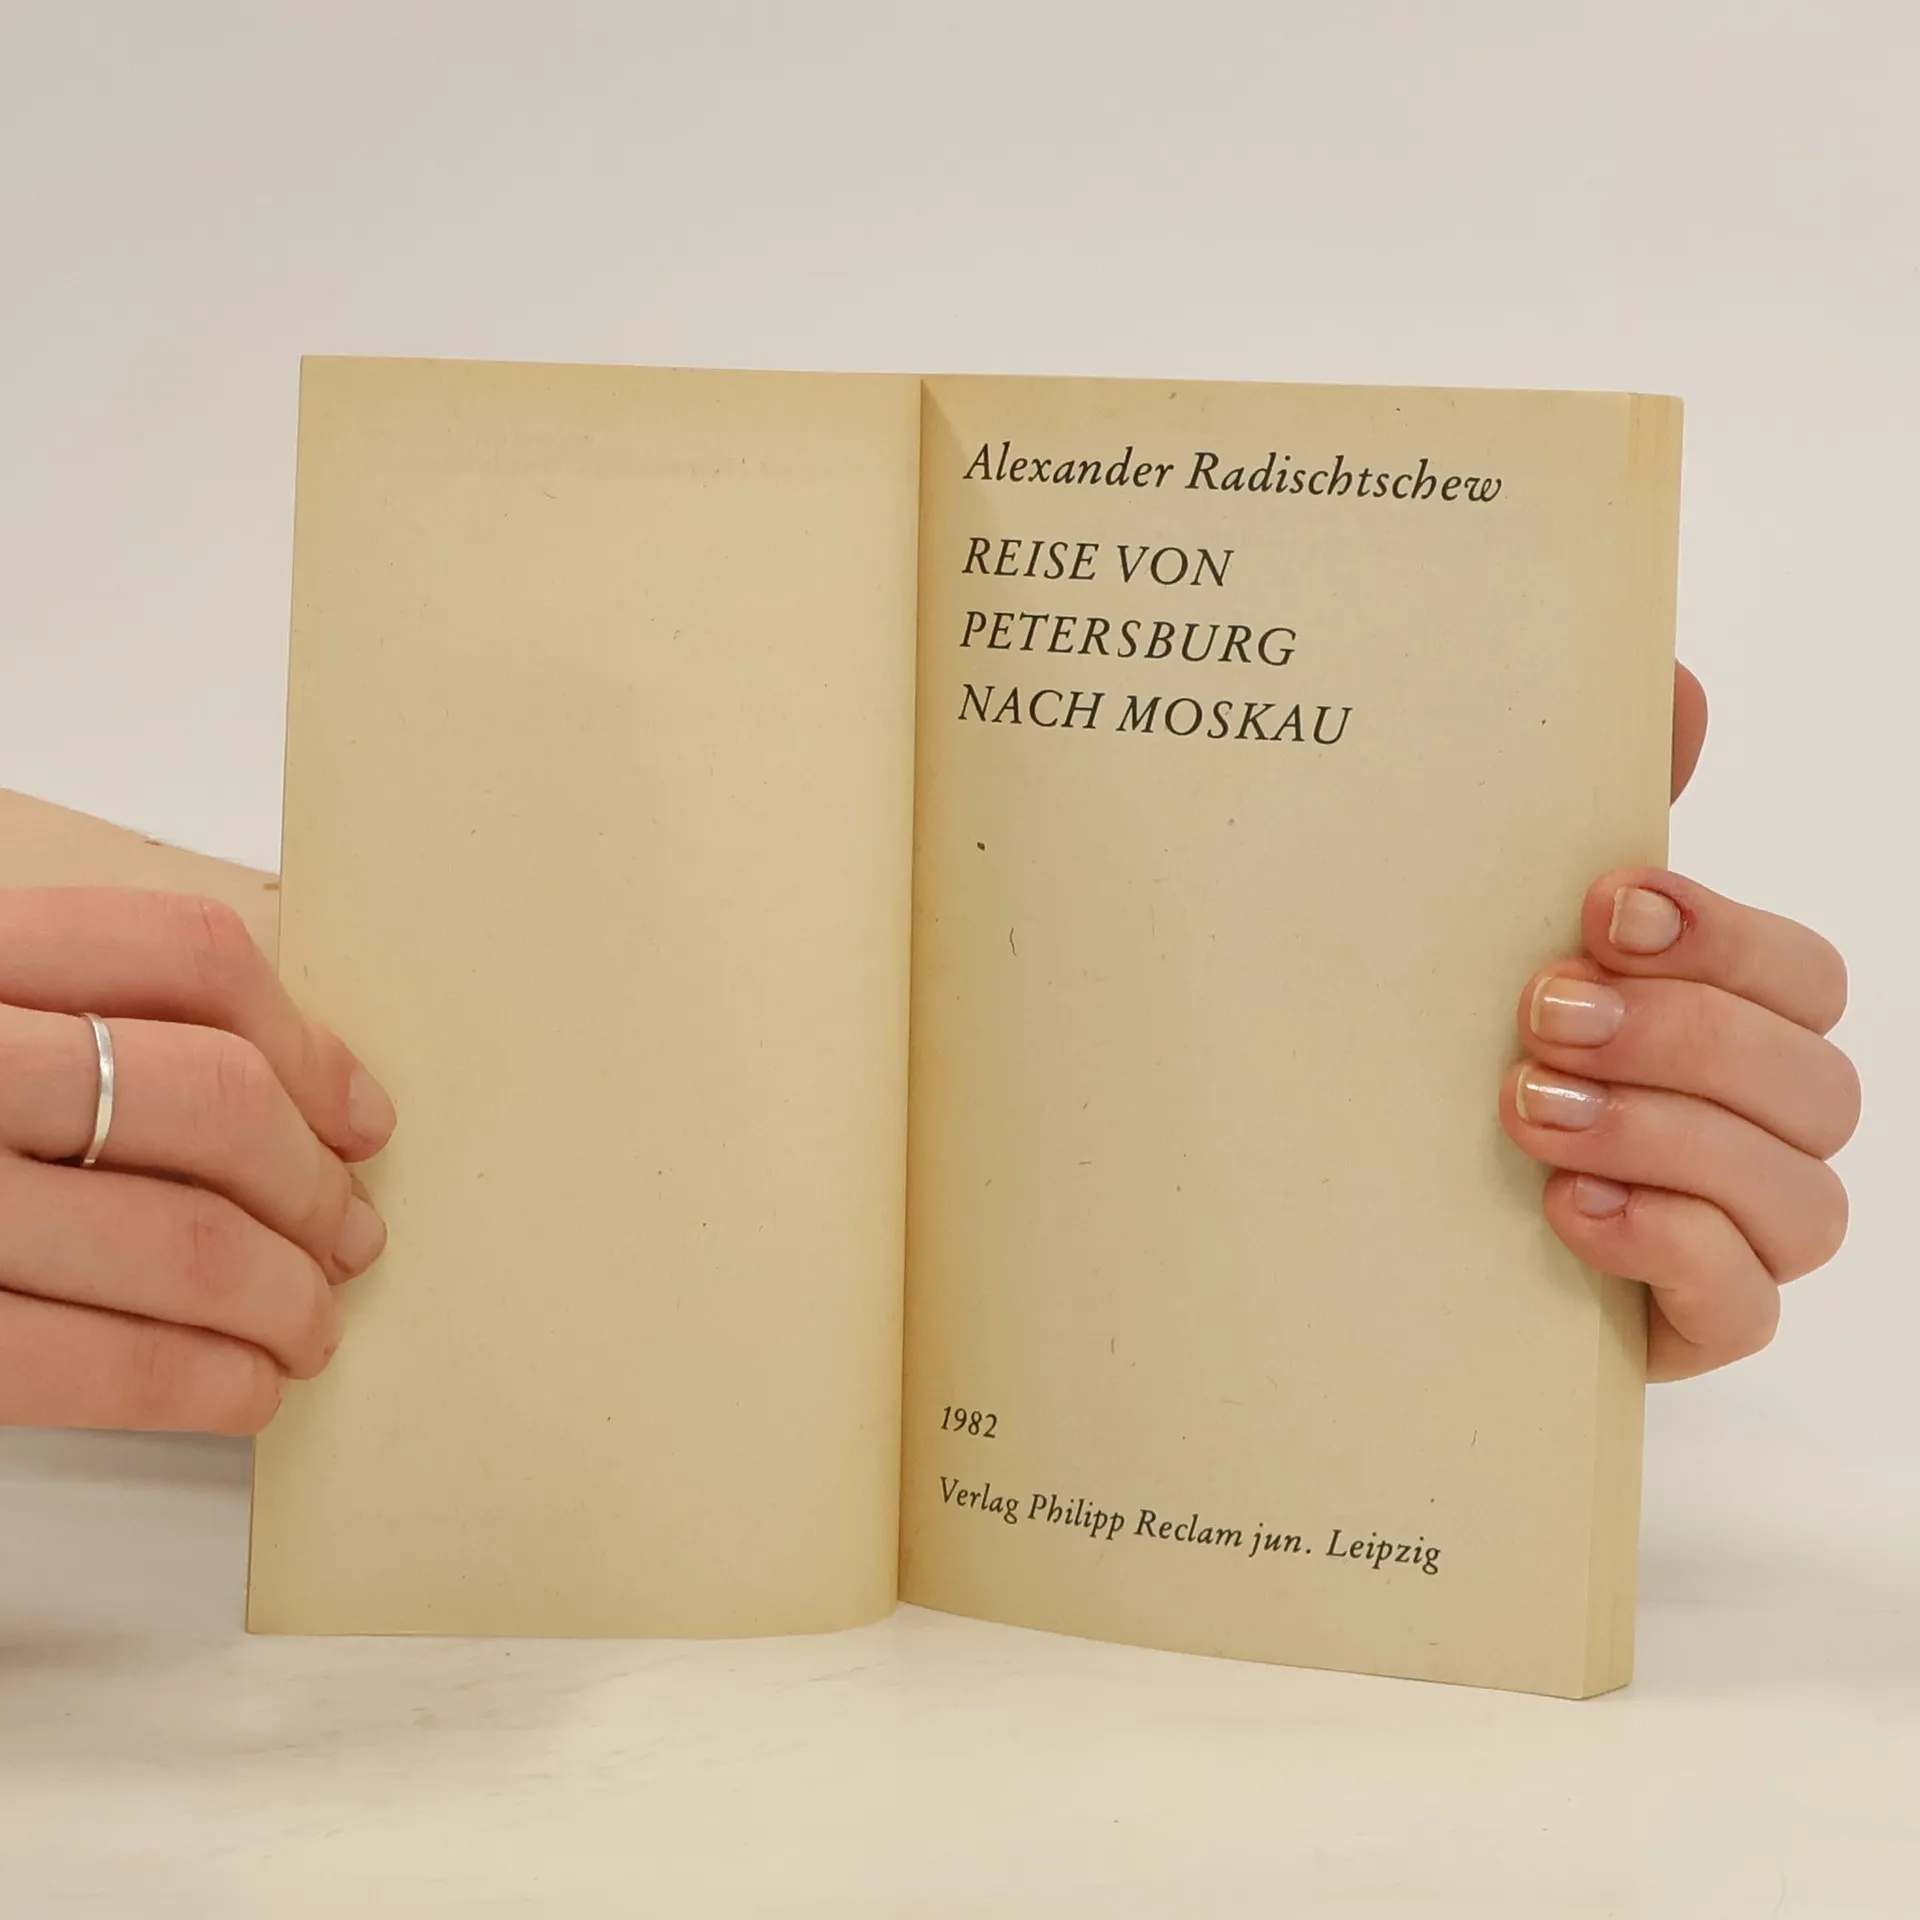 Alexander Radischtschew
REISE VON
PETERSBURG
NACH MOSKAU
1982
Verlag Philipp Reclam jun. Leipzig